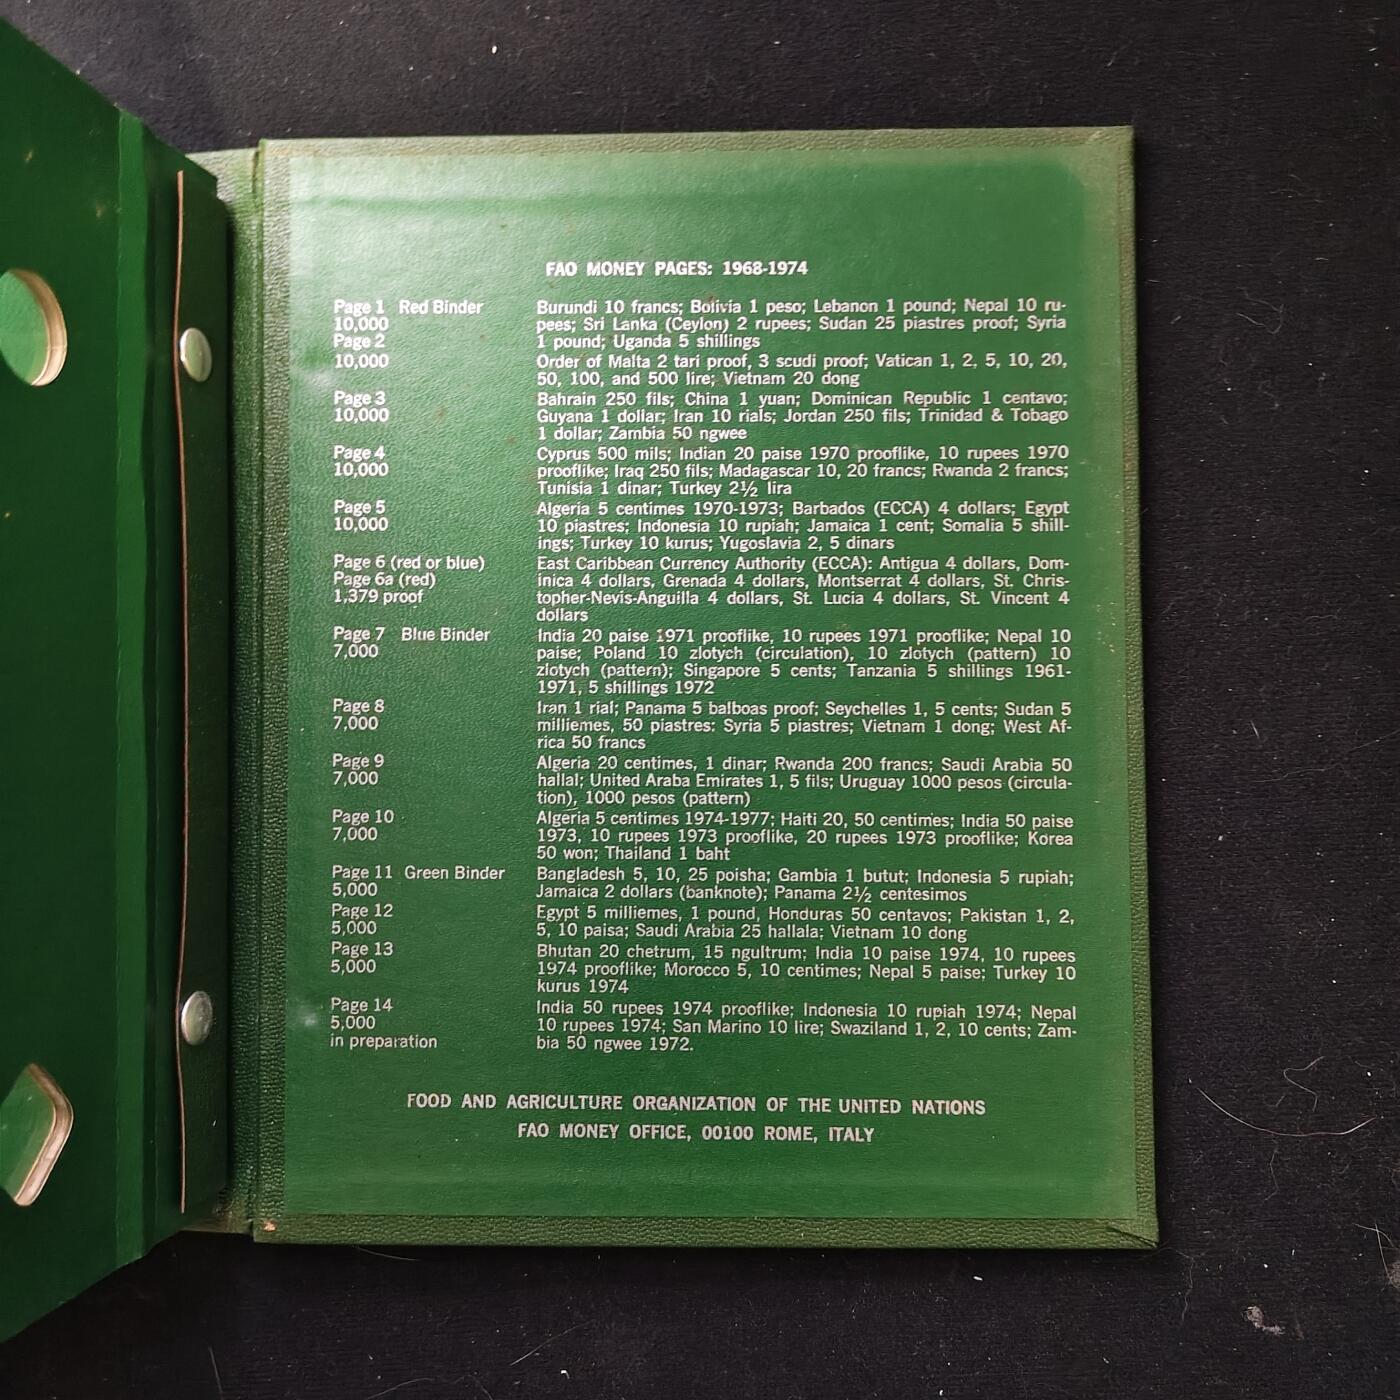 FAO MONEY PAGES: 1968-1974
Page 1 Red Binder Burundi 10 francs; Bolivia 1 peso; Lebanon 1 pound; Nepal 10 ru-
10,000 pees; Sri Lanka (Ceylon) 2 rupees; Sudan 25 piastres proof; Syria
Page 2 1 pound; Uganda 5 shillings
10,000 Order of Malta 2 tari proof, 3 scudi proof; Vatican 1, 2, 5, 10, 20,
50, 100, and 500 lire; Vietnam 20 dong
Page 3 Bahrain 250 fils; China 1 yuan; Dominican Republic 1 centavo;
10,000 Guyana 1 dollar; Iran 10 rials; Jordan 250 fils; Trinidad & Tobago
1 dollar; Zambia 50 ngwee
Page 4 Cyprus 500 mils; Indian 20 paise 1970 prooflike, 10 rupees 1970
10,000 prooflike; Iraq 250 fils; Madagascar 10, 20 francs; Rwanda 2 francs;
Tunisia 1 dinar; Turkey 2½ lira
Page 5 Algeria 5 centimes 1970-1973; Barbados (ECCA) 4 dollars; Egypt
10,000 10 piastres; Indonesia 10 rupiah; Jamaica 1 cent; Somalia 5 shill-
ings; Turkey 10 kurus; Yugoslavia 2, 5 dinars
Page 6 (red or blue) East Caribbean Currency Authority (ECCA): Antigua 4 dollars, Dom-
Page 6a (red) inica 4 dollars, Grenada 4 dollars, Montserrat 4 dollars, St. Chris-
1,379 proof topher-Nevis-Anguilla 4 dollars, St. Lucia 4 dollars, St. Vincent 4
dollars
Page 7 Blue Binder India 20 paise 1971 prooflike, 10 rupees 1971 prooflike; Nepal 10
7,000 paise; Poland 10 zlotych (circulation), 10 zlotych (pattern) 10
zlotych (pattern); Singapore 5 cents; Tanzania 5 shillings 1961-
1971, 5 shillings 1972
Page 8 Iran 1 rial; Panama 5 balboas proof; Seychelles 1, 5 cents; Sudan 5
7,000 milliemes, 50 piastres: Syria 5 piastres; Vietnam 1 dong; West Af-
rica 50 francs
Page 9 Algeria 20 centimes, 1 dinar; Rwanda 200 francs; Saudi Arabia 50
7,000 hallal; United Araba Emirates 1, 5 fils; Uruguay 1000 pesos (circula-
tion), 1000 pesos (pattern)
Page 10 Algeria 5 centimes 1974-1977; Haiti 20, 50 centimes; India 50 paise
7,000 1973, 10 rupees 1973 prooflike, 20 rupees 1973 prooflike; Korea
50 won; Thailand 1 baht
Page 11 Green Binder Bangladesh 5, 10, 25 poisha; Gambia 1 butut; Indonesia 5 rupiah;
5,000 Jamaica 2 dollars (banknote); Panama 2½ centesimos
Page 12 Egypt 5 milliemes, 1 pound, Honduras 50 centavos; Pakistan 1, 2,
5,000 5, 10 paisa; Saudi Arabia 25 hallala; Vietnam 10 dong
Page 13 Bhutan 20 chetrum, 15 ngultrum; India 10 paise 1974, 10 rupees
5,000 1974 prooflike; Morocco 5, 10 centimes; Nepal 5 paise; Turkey 10
kurus 1974
Page 14 India 50 rupees 1974 prooflike; Indonesia 10 rupiah 1974; Nepal
5,000 10 rupees 1974; San Marino 10 lire; Swaziland 1, 2, 10 cents; Zam-
in preparation bia 50 ngwee 1972.
FOOD AND AGRICULTURE ORGANIZATION OF THE UNITED NATIONS
FAO MONEY OFFICE, 00100 ROME, ITALY